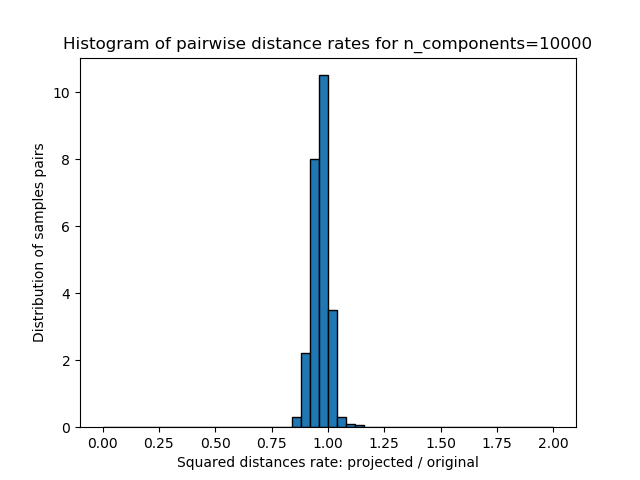 Histogram of pairwise distance rates for n_components=10000
10
8
6
4
2
0
Distribution of samples pairs
0.00 0.25 0.50 0.75 1.00 1.25 1.50 1.75 2.00
Squared distances rate: projected / original